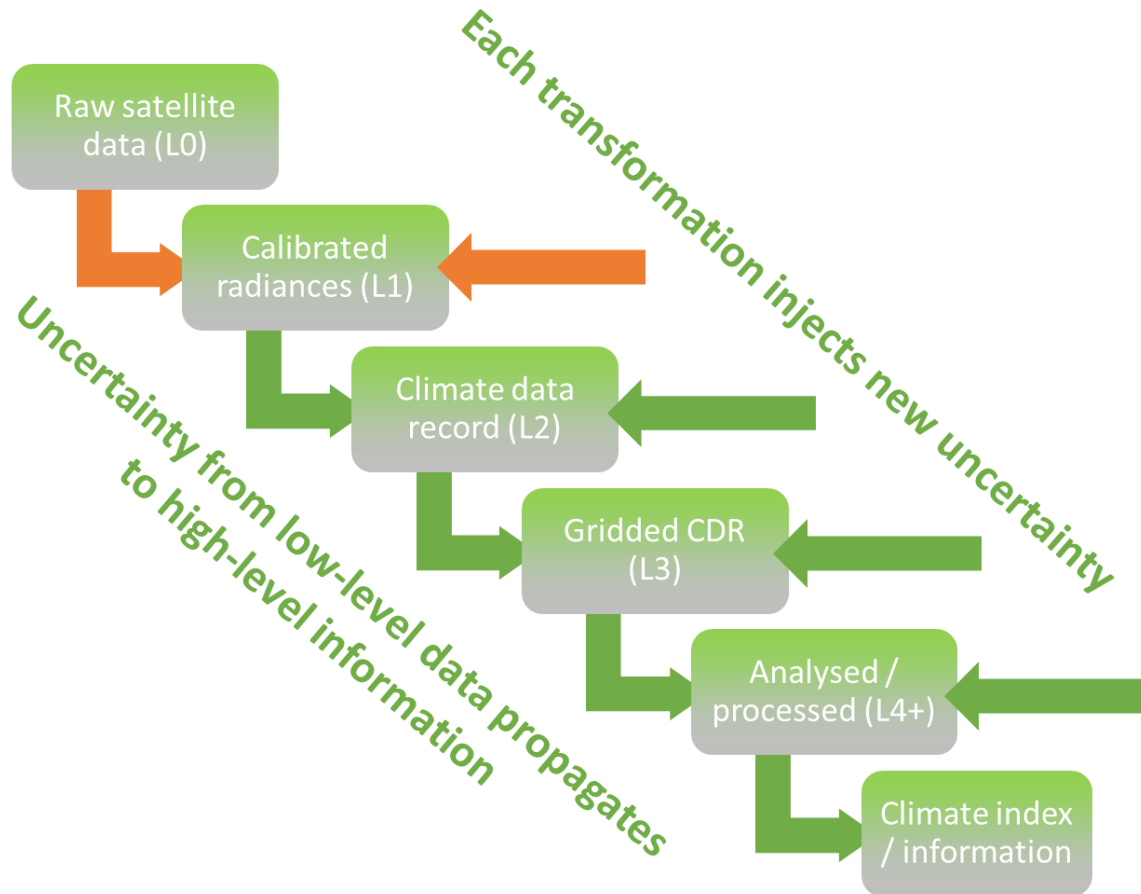 Each transformation injects new uncertainty
Raw satellite
data (L0)
Calibrated
radiances (L1)
Climate data
record (L2)
Gridded CDR
(L3)
Analysed /
processed (L4+)
Climate index
/ information
Uncertainty from low-level data propagates
to high-level information